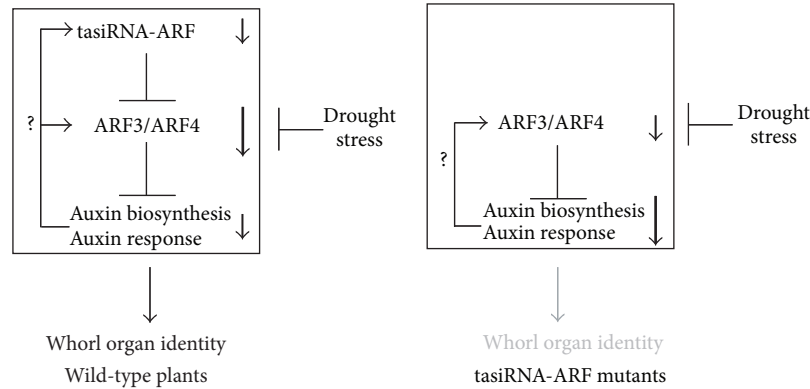 tasiRNA-ARF
?
ARF3/ARF4
Auxin biosynthesis
Auxin response
Drought
stress
Whorl organ identity
Wild-type plants
ARF3/ARF4
?
Auxin biosynthesis
Auxin response
Drought
stress
Whorl organ identity
tasiRNA-ARF mutants